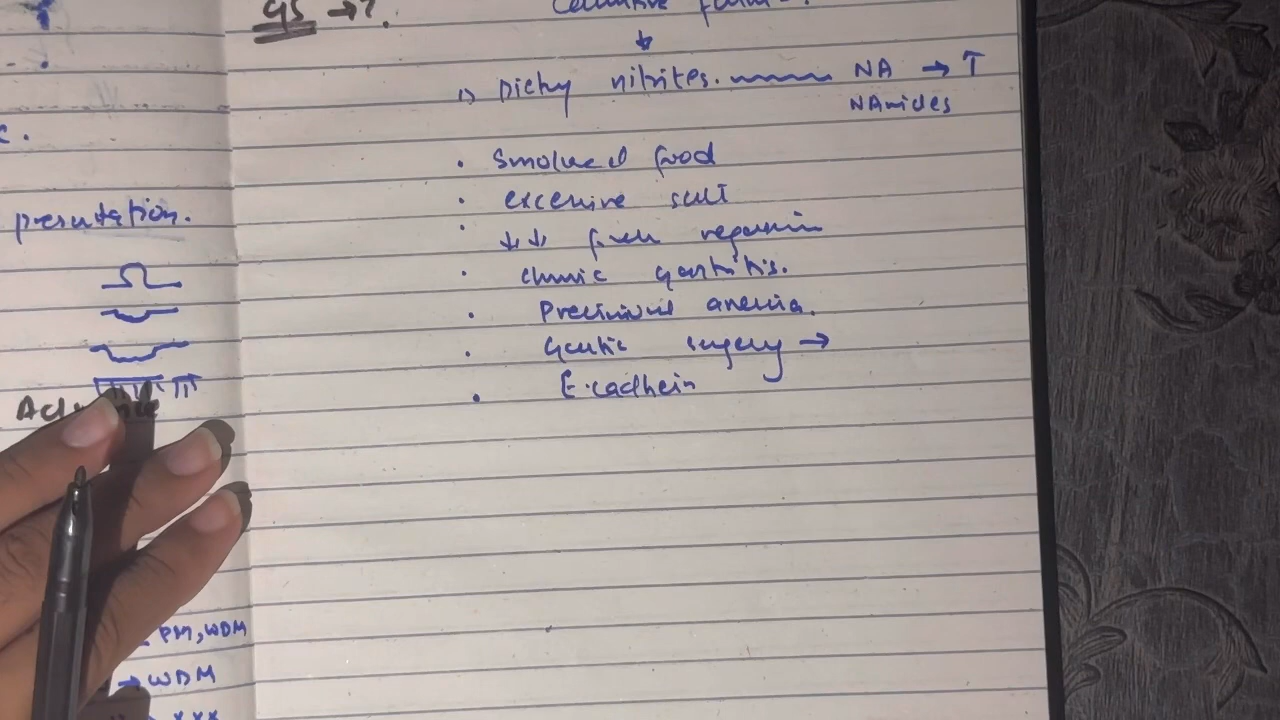 c.
presentation.
PM, WDM
→ WDM
xxx
GS → ?.
↓
1) Dietry nitrites. NA → T
NAmides
. Smoked food
. excessive salt
. ↓↓ fresh
. chronic gastritis.
. Pernicious anemia.
. Gastric surgery →
. E-cadherin